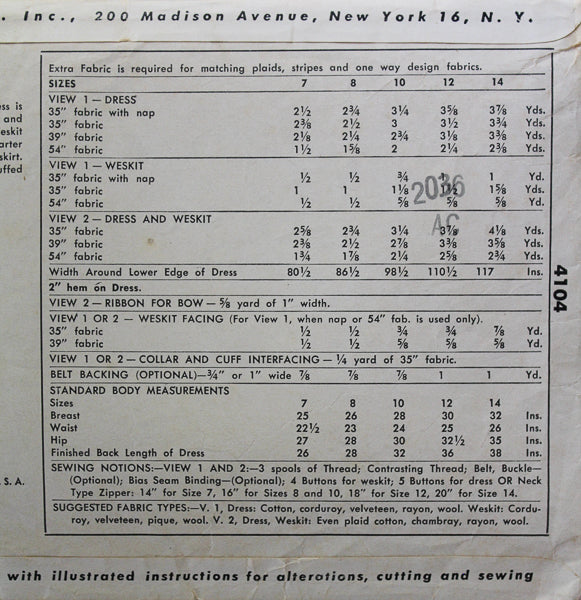 . Inc., 200 Madison Avenue, New York 16, N. Y.
Extra Fabric is required for matching plaids, stripes and one way design fabrics.
SIZES 7 8 10 12 14
VIEW 1 — DRESS
35" fabric with nap 2½ 2¾ 3¼ 3⅝ 3⅞ Yds.
35" fabric 2⅜ 2½ 3 3½ 3¾ Yds.
39" fabric 2⅛ 2¼ 2¾ 3⅛ 3⅜ Yds.
54" fabric 1½ 1⅝ 2 2¼ 2⅜ Yds.
VIEW 1 — WESKIT
35" fabric with nap ½ ½ ¾ 1 Yd.
35" fabric 1 1 1⅛ 1½ 1⅝ Yds.
54" fabric ½ ½ ⅝ ⅝ ⅝ Yd.
2036
AC
VIEW 2 — DRESS AND WESKIT
35" fabric 2⅝ 2¾ 3¼ 3⅞ 4⅛ Yds.
39" fabric 2⅜ 2½ 2⅞ 3⅜ 3⅝ Yds.
54" fabric 1¾ 1⅞ 2¼ 2⅝ 2¾ Yds.
Width Around Lower Edge of Dress 80½ 86½ 98½ 110½ 117 Ins.
2" hem on Dress.
VIEW 2 — RIBBON FOR BOW — ⅝ yard of 1" width.
VIEW 1 OR 2 — WESKIT FACING (For View 1, when nap or 54" fab. is used only).
35" fabric ½ ½ ¾ ¾ ⅞ Yd.
39" fabric ½ ½ ⅝ ⅝ ⅝ Yd.
VIEW 1 OR 2 — COLLAR AND CUFF INTERFACING — ¼ yard of 35" fabric.
BELT BACKING (OPTIONAL)—¾" or 1" wide ⅞ ⅞ ⅞ 1 1 Yd.
STANDARD BODY MEASUREMENTS
Sizes 7 8 10 12 14
Breast 25 26 28 30 32 Ins.
Waist 22½ 23 24 25 26 Ins.
Hip 27 28 30 32½ 35 Ins.
Finished Back Length of Dress 26 28 32 36 38 Ins.
SEWING NOTIONS:—VIEW 1 AND 2:—3 spools of Thread; Contrasting Thread; Belt, Buckle—
(Optional); Bias Seam Binding—(Optional); 4 Buttons for weskit; 5 Buttons for dress OR Neck
Type Zipper: 14" for Size 7, 16" for Sizes 8 and 10, 18" for Size 12, 20" for Size 14.
SUGGESTED FABRIC TYPES:—V. 1, Dress: Cotton, corduroy, velveteen, rayon, wool. Weskit: Cordu-
roy, velveteen, pique, wool. V. 2, Dress, Weskit: Even plaid cotton, chambray, rayon, wool.
ss is
and
eskit
arter
skirt.
uffed
. S. A.
4104
with illustrated instructions for alterations, cutting and sewing